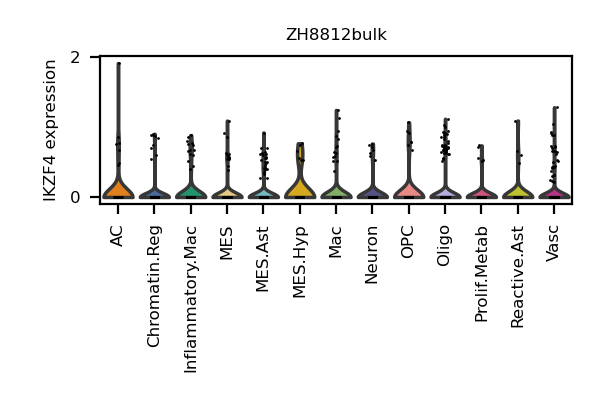 ZH8812bulk
IKZF4 expression
2
0
AC
Chromatin.Reg
Inflammatory.Mac
MES
MES.Ast
MES.Hyp
Mac
Neuron
OPC
Oligo
Prolif.Metab
Reactive.Ast
Vasc